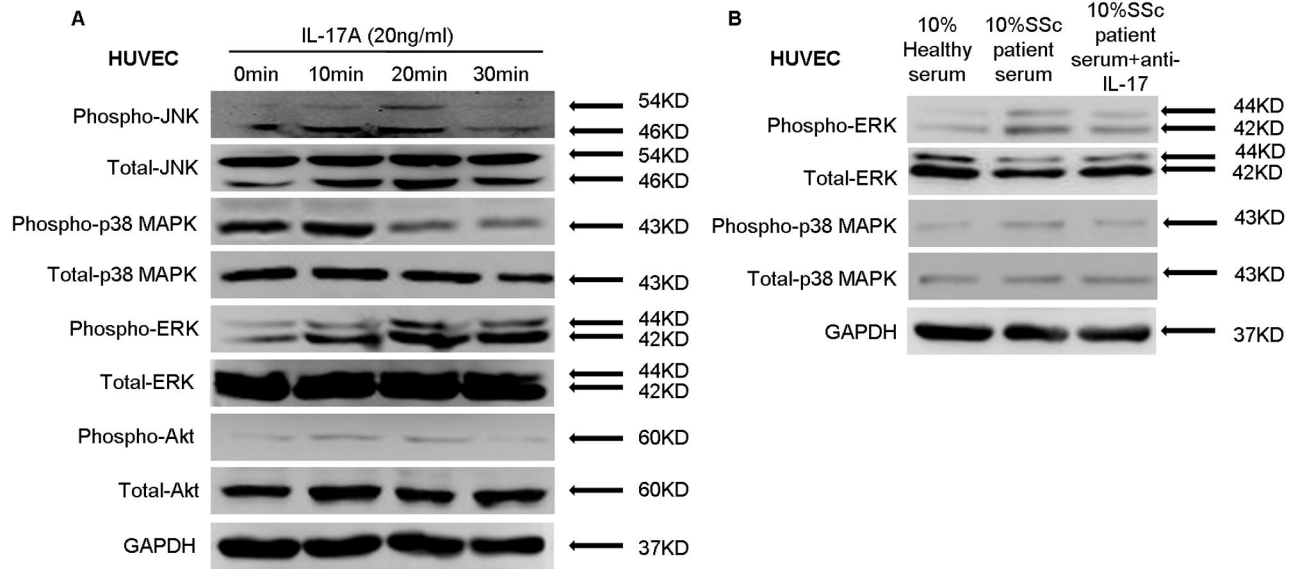 A
IL-17A (20ng/ml)
HUVEC
0min 10min 20min 30min
Phospho-JNK 54KD
46KD
Total-JNK 54KD
46KD
Phospho-p38 MAPK 43KD
Total-p38 MAPK 43KD
Phospho-ERK 44KD
42KD
Total-ERK 44KD
42KD
Phospho-Akt 60KD
Total-Akt 60KD
GAPDH 37KD
B
HUVEC
10%
Healthy
serum
10%SSc
patient
serum
10%SSc
patient
serum+anti-
IL-17
Phospho-ERK 44KD
42KD
Total-ERK 44KD
42KD
Phospho-p38 MAPK 43KD
Total-p38 MAPK 43KD
GAPDH 37KD